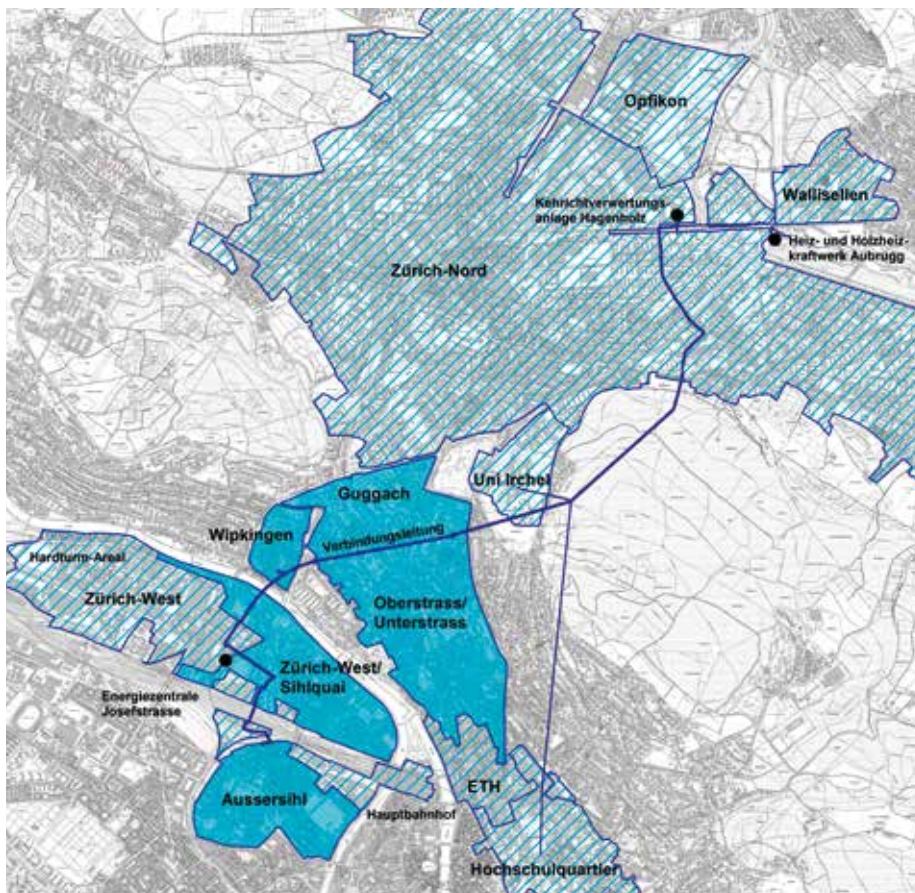 Opfikon
Kehrichtverwertungs
anlage Hagenholz
Wallisellen
Heiz- und Holzheiz-
kraftwerk Aubrugg
Zürich-Nord
Uni Irchel
Guggach
Wipkingen
Verbindungsleitung
Hardturm-Areal
Zürich-West
Oberstrass/
Unterstrass
Zürich-West/
Sihlquai
Energiezentrale
Josefstrasse
ETH
Aussersihl
Hauptbahnhof
Hochschulquartier